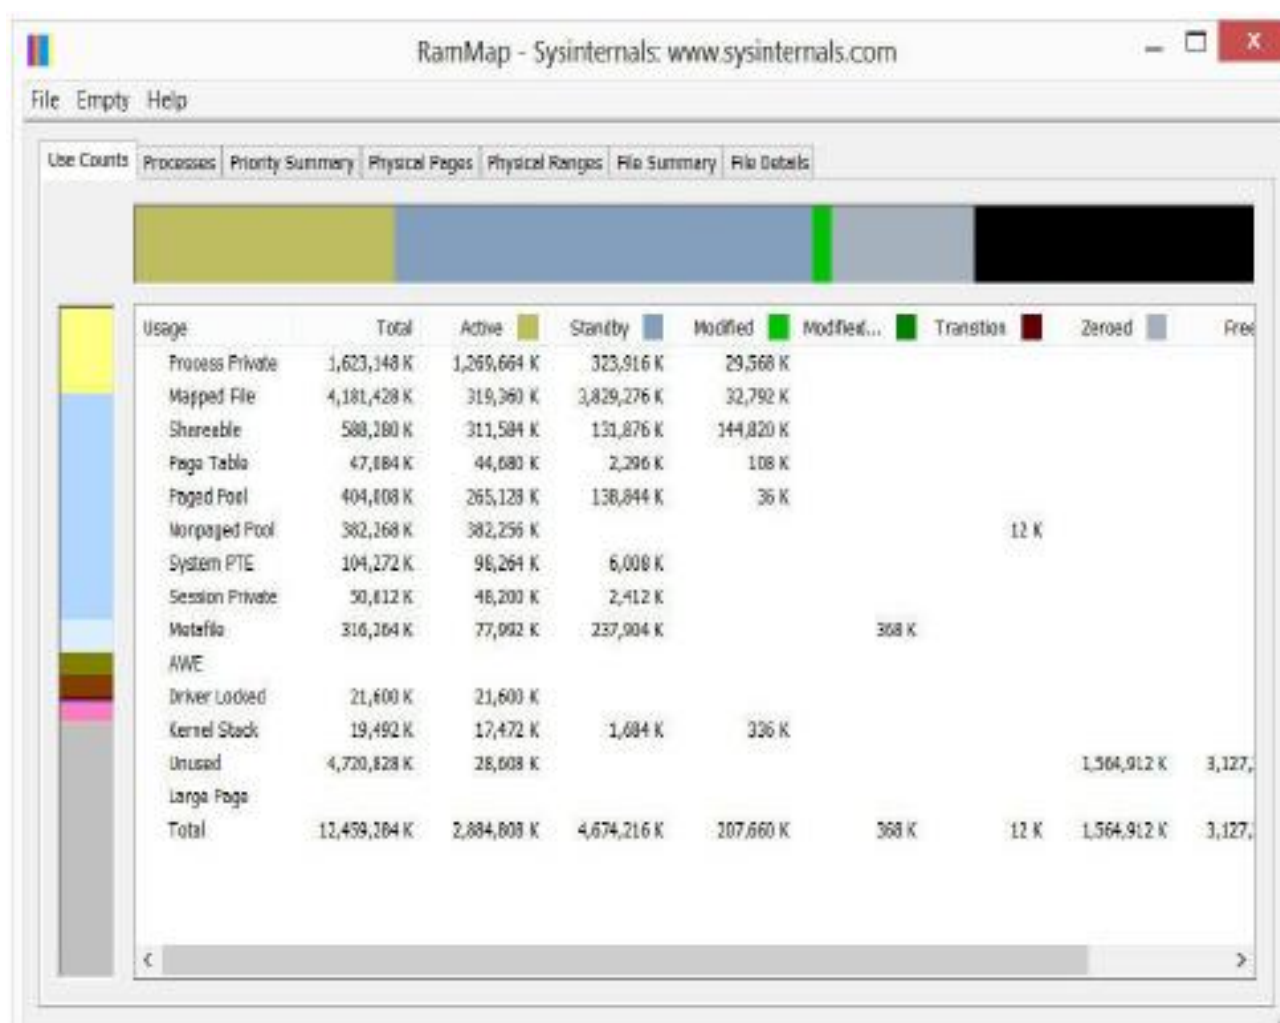 RamMap - Sysinternals: www.sysinternals.com
X
File Empty Help
Use Counts Processes Priority Summary Physical Pages Physical Ranges File Summary File Details
Usage Total Active Standby Modified Modified... Transition Zeroed Free
Process Private 1,623,148 K 1,269,664 K 323,916 K 29,568 K
Mapped File 4,181,428 K 319,360 K 3,829,276 K 32,792 K
Shareable 588,280 K 311,584 K 131,876 K 144,820 K
Page Table 47,084 K 44,680 K 2,296 K 108 K
Paged Pool 404,008 K 265,128 K 138,844 K 36 K
Nonpaged Pool 382,268 K 382,256 K 12 K
System PTE 104,272 K 98,264 K 6,008 K
Session Private 50,612 K 48,200 K 2,412 K
Metafile 316,264 K 77,992 K 237,904 K 368 K
AWE
Driver Locked 21,600 K 21,600 K
Kernel Stack 19,492 K 17,472 K 1,684 K 336 K
Unused 4,720,828 K 28,608 K 1,564,912 K 3,127,
Large Page
Total 12,459,284 K 2,884,808 K 4,674,216 K 207,660 K 368 K 12 K 1,564,912 K 3,127,